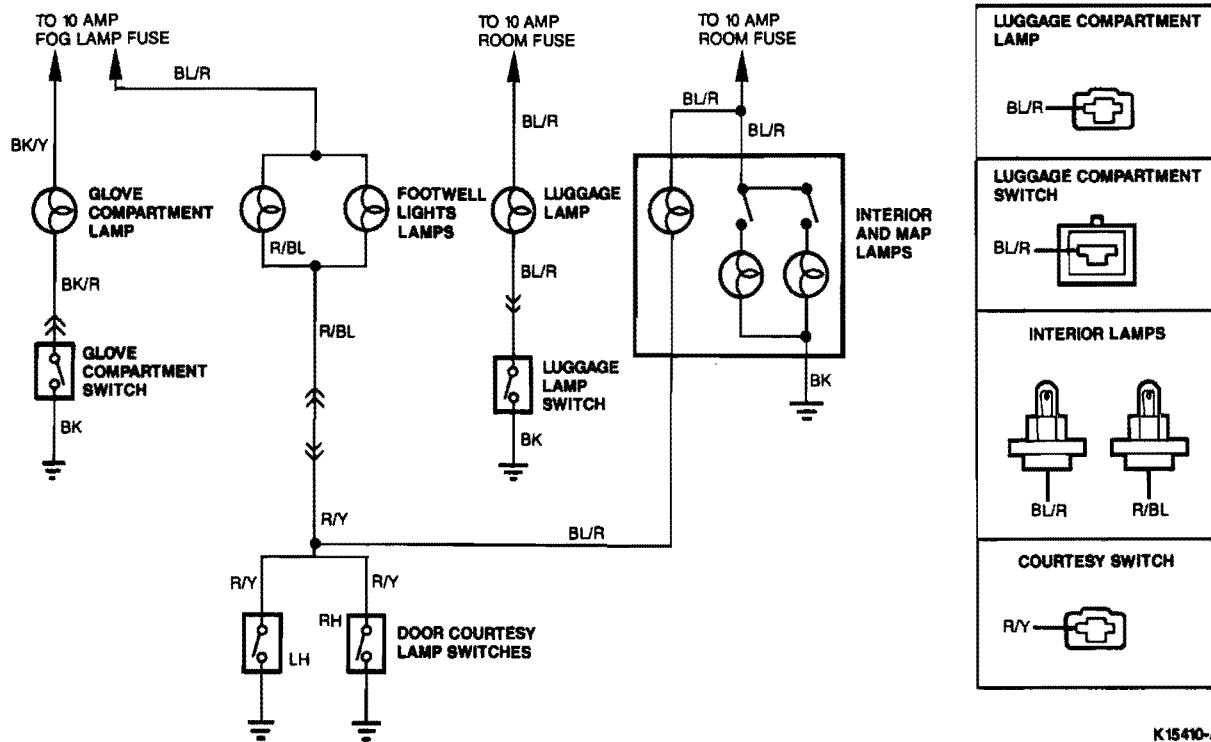 TO 10 AMP
FOG LAMP FUSE
BL/R
BK/Y
GLOVE
COMPARTMENT
LAMP
BK/R
GLOVE
COMPARTMENT
SWITCH
BK
FOOTWELL
LIGHTS
LAMPS
R/BL
R/BL
R/Y
R/Y
R/Y
LH
RH
DOOR COURTESY
LAMP SWITCHES
BL/R
TO 10 AMP
ROOM FUSE
BL/R
LUGGAGE
LAMP
BL/R
LUGGAGE
LAMP
SWITCH
BK
TO 10 AMP
ROOM FUSE
BL/R
BL/R
INTERIOR
AND MAP
LAMPS
BK
LUGGAGE COMPARTMENT
LAMP
BL/R
LUGGAGE COMPARTMENT
SWITCH
BL/R
INTERIOR LAMPS
BL/R
R/BL
COURTESY SWITCH
R/Y